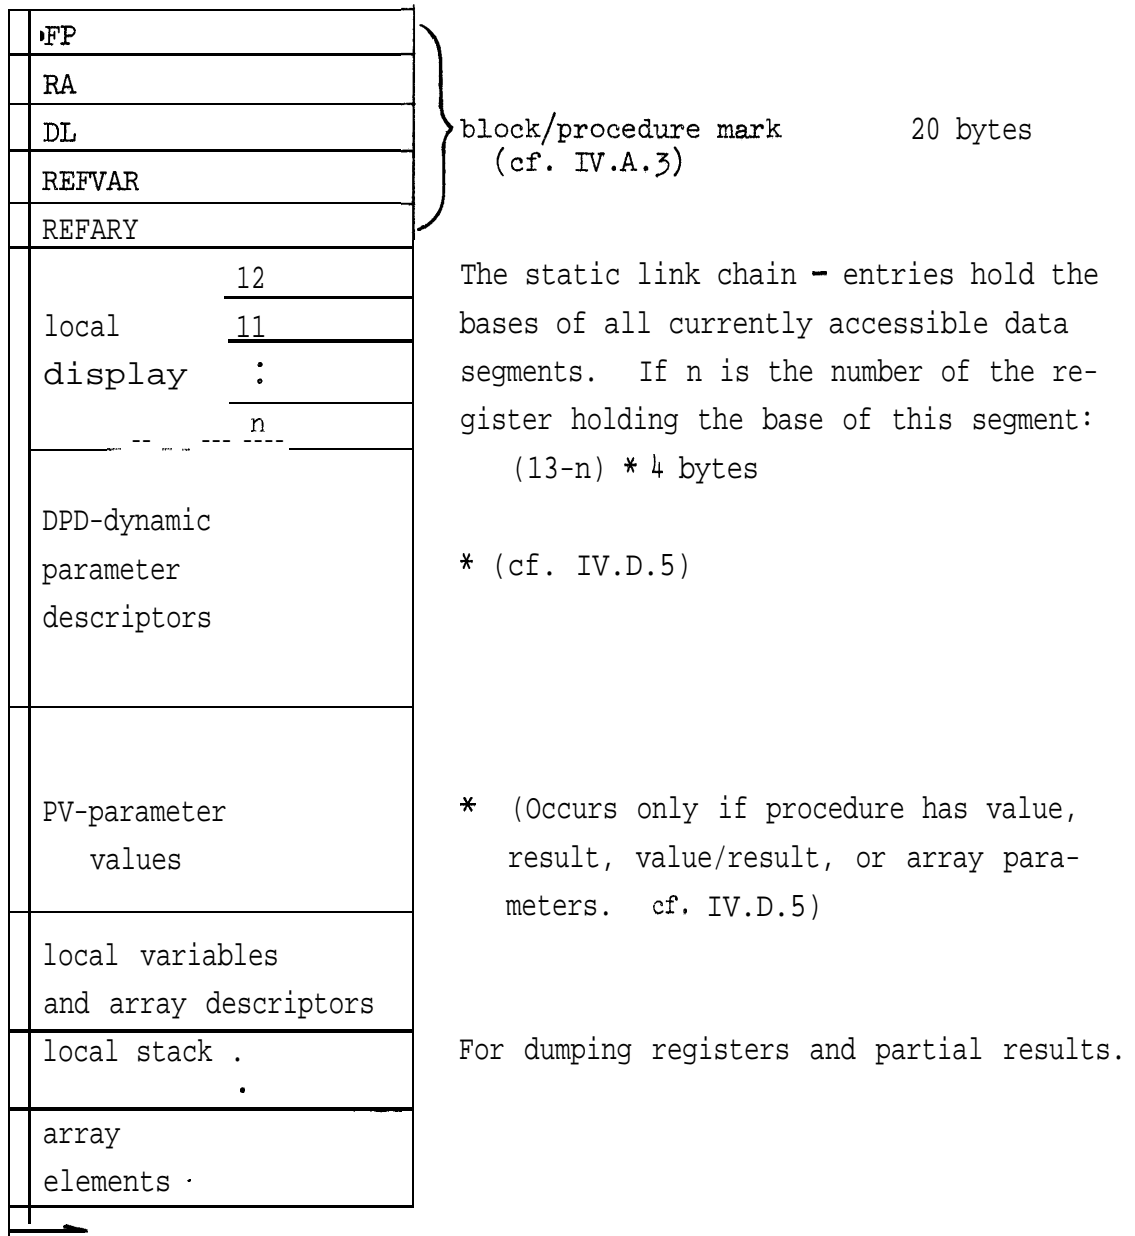 FP
RA
DL
REFVAR
REFARY
block/procedure mark 20 bytes
(cf. IV.A.3)
12
local 11
display :
n
The static link chain - entries hold the
bases of all currently accessible data
segments. If n is the number of the re-
gister holding the base of this segment:
(13-n) * 4 bytes
DPD-dynamic
parameter
descriptors
* (cf. IV.D.5)
PV-parameter
values
* (Occurs only if procedure has value,
result, value/result, or array para-
meters. cf. IV.D.5)
local variables
and array descriptors
local stack .
.
For dumping registers and partial results.
array
elements